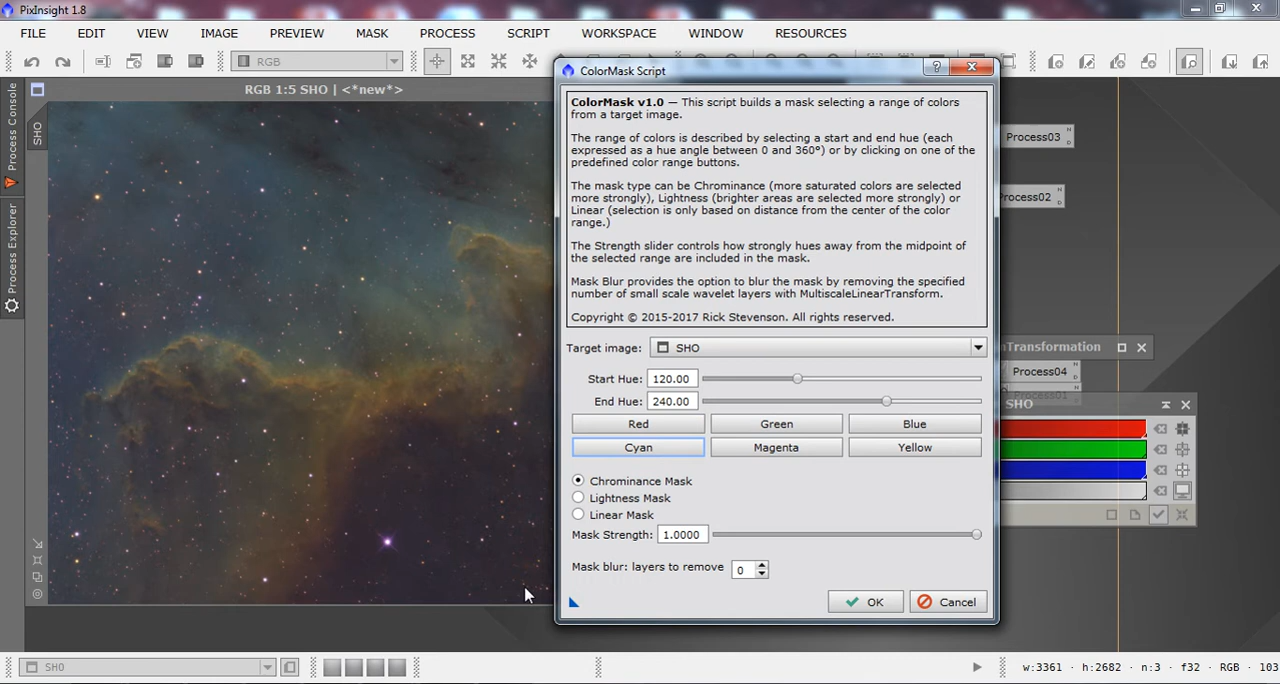 PixInsight 1.8
FILE EDIT VIEW IMAGE PREVIEW MASK PROCESS SCRIPT WORKSPACE WINDOW RESOURCES
RGB
RGB 1:5 SHO | <*new*>
SHO
Process Console
Process Explorer
ColorMask Script
ColorMask v1.0 — This script builds a mask selecting a range of colors
from a target image.
The range of colors is described by selecting a start and end hue (each
expressed as a hue angle between 0 and 360°) or by clicking on one of the
predefined color range buttons.
The mask type can be Chrominance (more saturated colors are selected
more strongly), Lightness (brighter areas are selected more strongly) or
Linear (selection is only based on distance from the center of the color
range.)
The Strength slider controls how strongly hues away from the midpoint of
the selected range are included in the mask.
Mask Blur provides the option to blur the mask by removing the specified
number of small scale wavelet layers with MultiscaleLinearTransform.
Copyright © 2015-2017 Rick Stevenson. All rights reserved.
Target image: SHO
Start Hue: 120.00
End Hue: 240.00
Red Green Blue
Cyan Magenta Yellow
Chrominance Mask
Lightness Mask
Linear Mask
Mask Strength: 1.0000
Mask blur: layers to remove 0
OK Cancel
Process03
rocess02
nTransformation
Process04
Process01
SHO
SHO
w:3361 · h:2682 · n:3 · f32 · RGB · 103